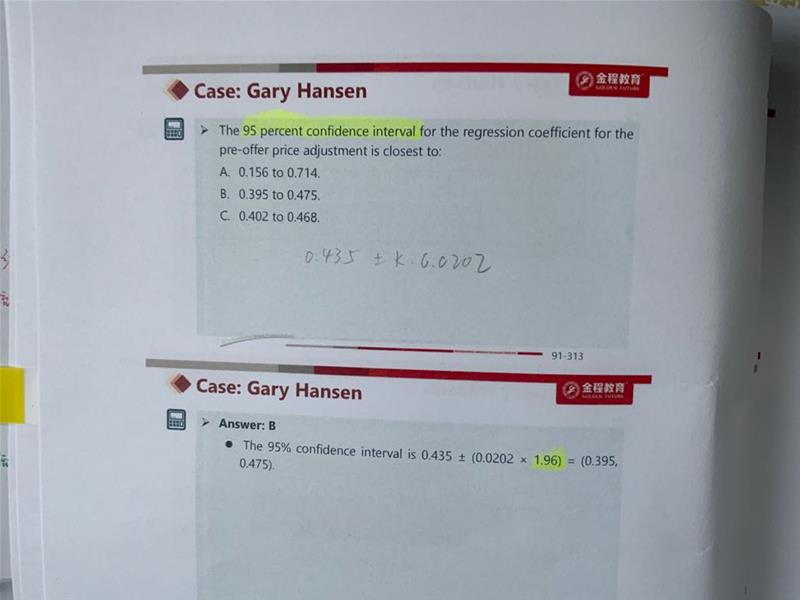 Case: Gary Hansen
金程教育
GOLDEN FUTURE
➤ The 95 percent confidence interval for the regression coefficient for the
pre-offer price adjustment is closest to:
A. 0.156 to 0.714.
B. 0.395 to 0.475.
C. 0.402 to 0.468.
0.435 ± K. 0.0202
91-313
Case: Gary Hansen
金程教育
GOLDEN FUTURE
➤ Answer: B
● The 95% confidence interval is 0.435 ± (0.0202 × 1.96) = (0.395,
0.475).